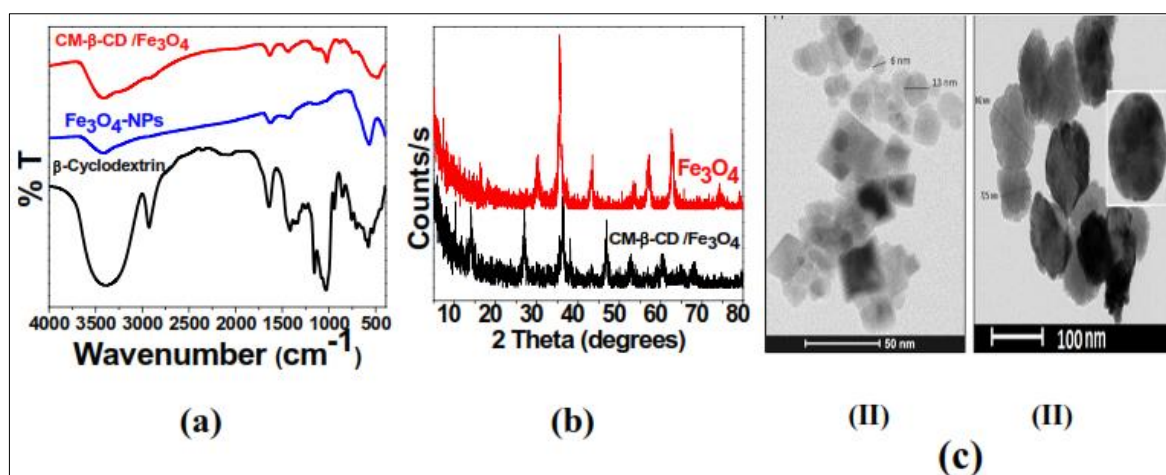 CM-β-CD /Fe3O4
Fe3O4-NPs
β-Cyclodextrin
% T
4000 3500 3000 2500 2000 1500 1000 500
Wavenumber (cm-1)
(a)
Fe3O4
CM-β-CD /Fe3O4
Counts/s
10 20 30 40 50 60 70 80
2 Theta (degrees)
(b)
6 nm
13 nm
50 nm
100 nm
(II) (II)
(c)